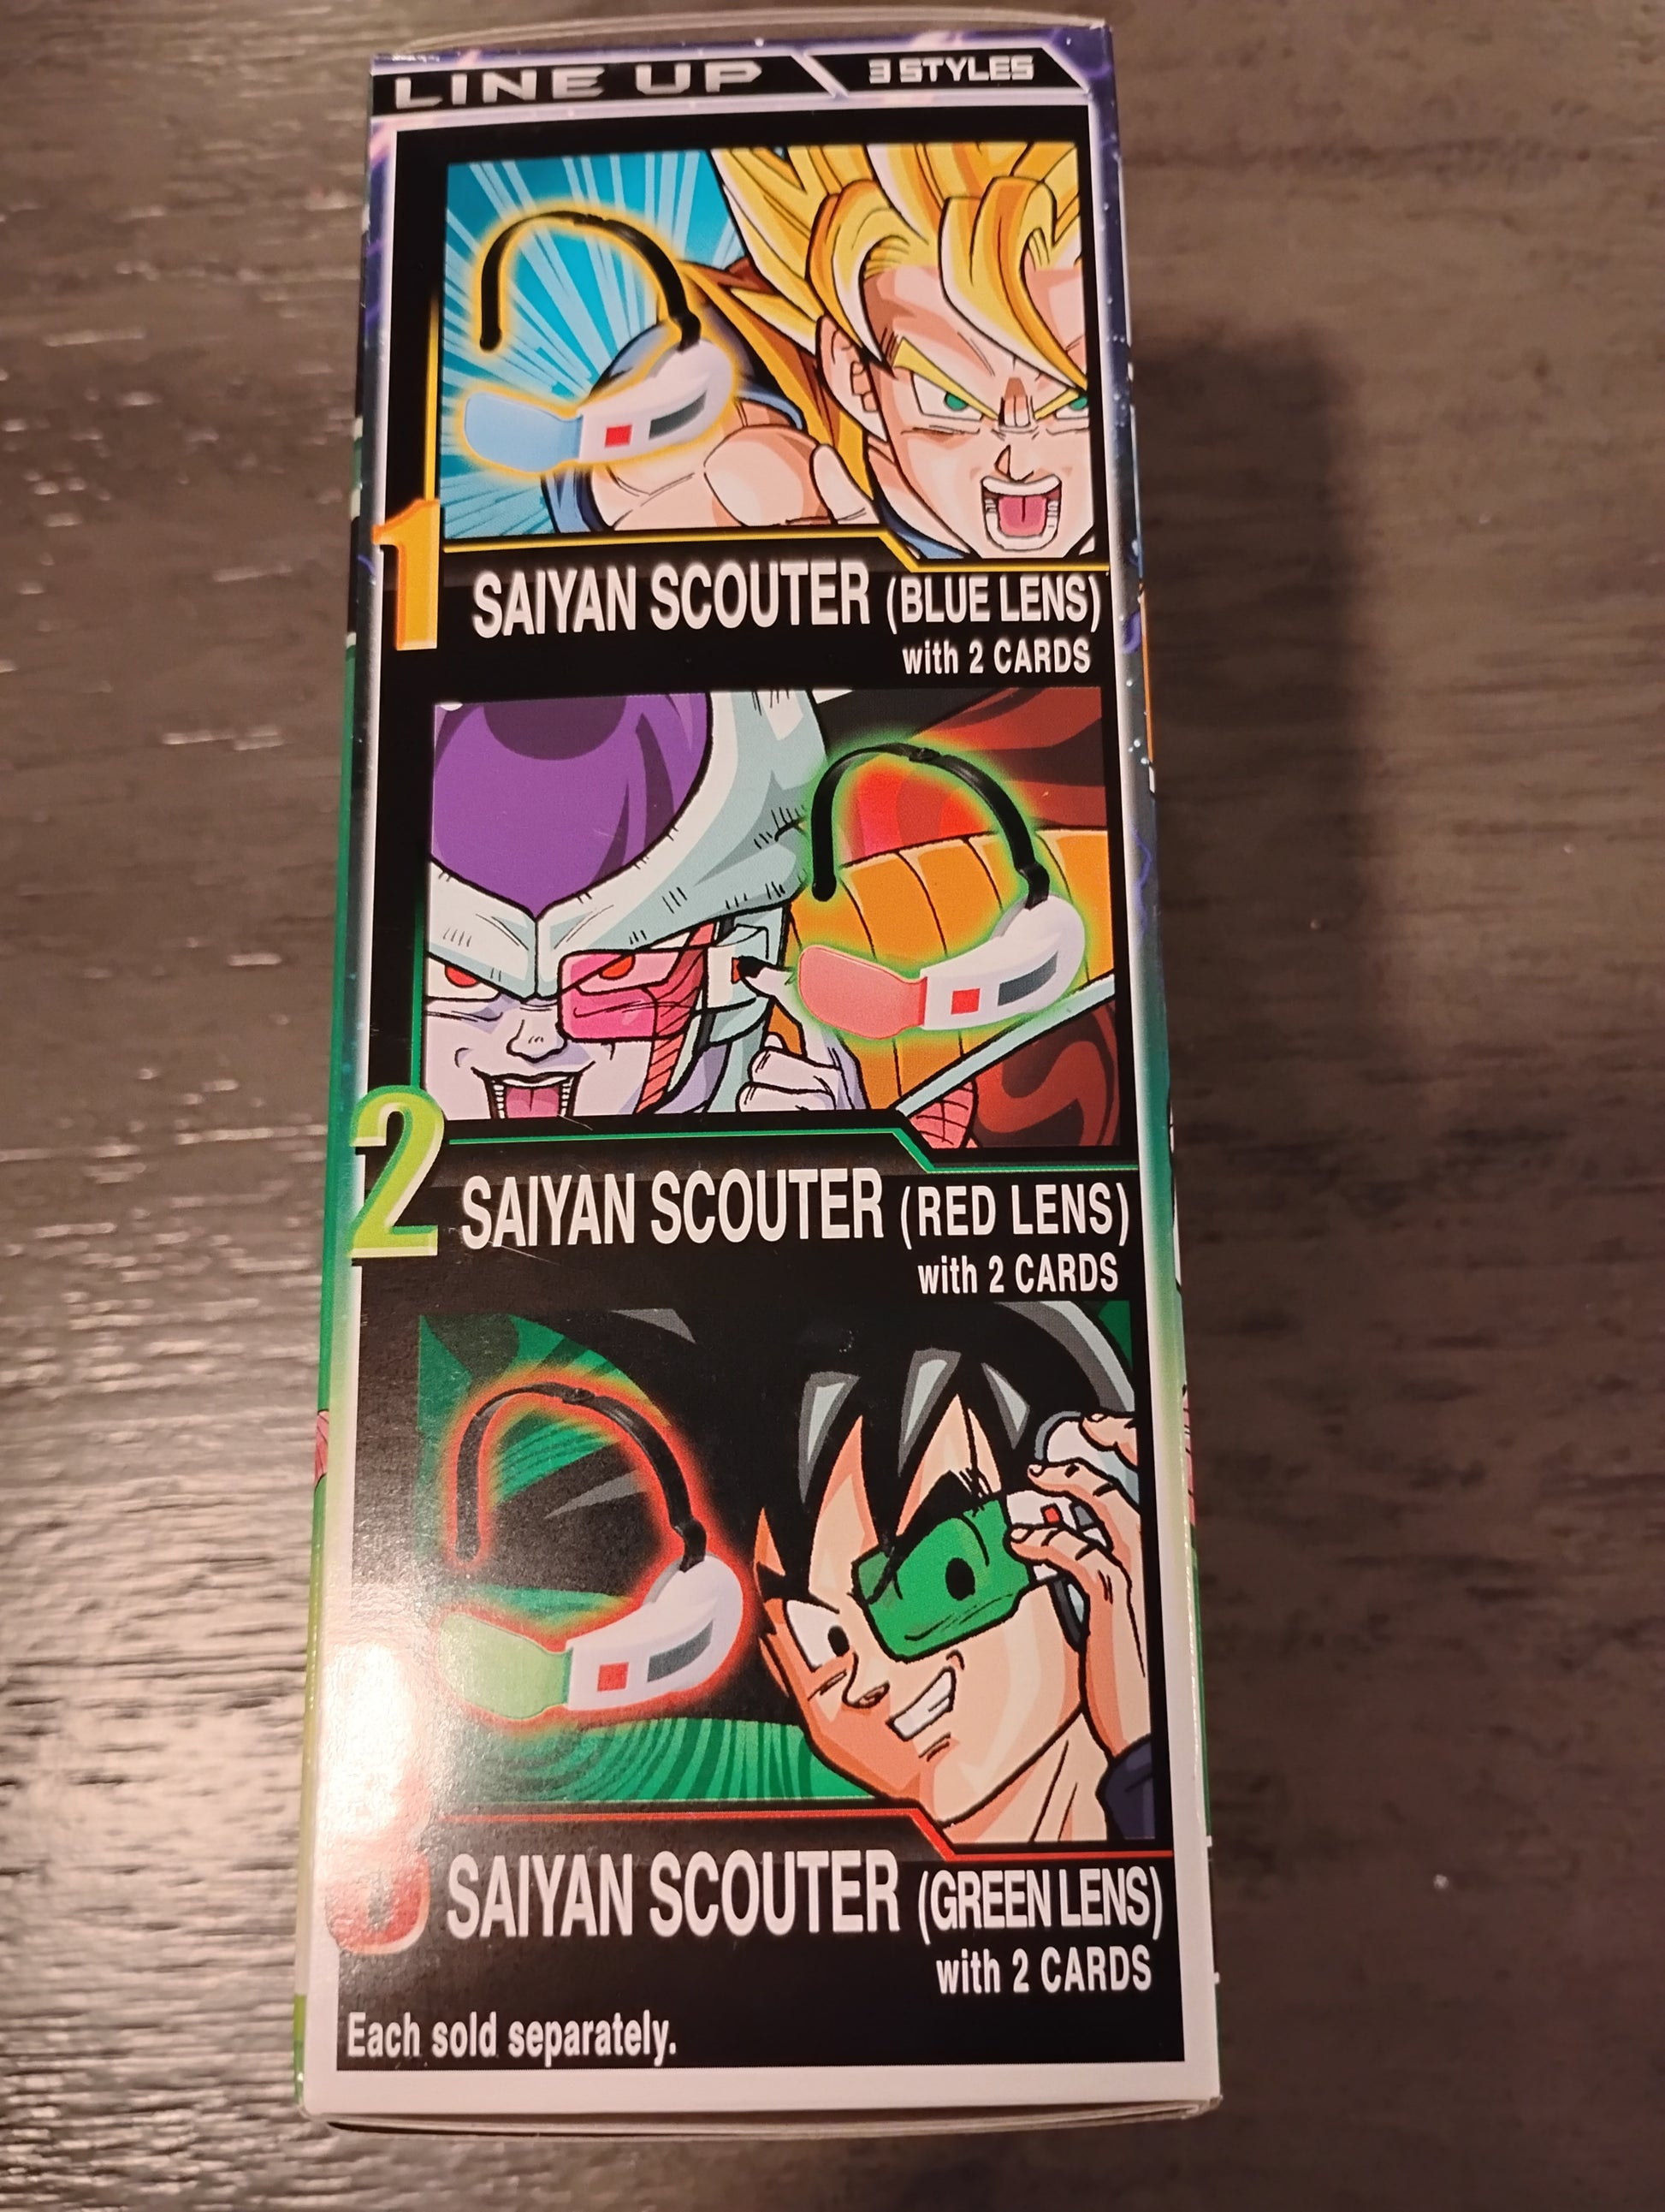 LINE UP 3 STYLES
1
SAIYAN SCOUTER (BLUE LENS)
with 2 CARDS
2
SAIYAN SCOUTER (RED LENS)
with 2 CARDS
3
SAIYAN SCOUTER (GREEN LENS)
with 2 CARDS
Each sold separately.